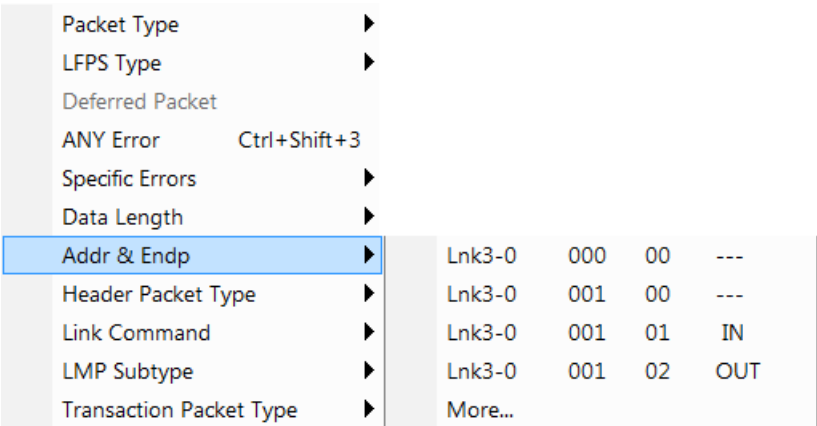 Packet Type
LFPS Type
Deferred Packet
ANY Error Ctrl+Shift+3
Specific Errors
Data Length
Addr & Endp
Header Packet Type
Link Command
LMP Subtype
Transaction Packet Type
Lnk3-0 000 00 ---
Lnk3-0 001 00 ---
Lnk3-0 001 01 IN
Lnk3-0 001 02 OUT
More...